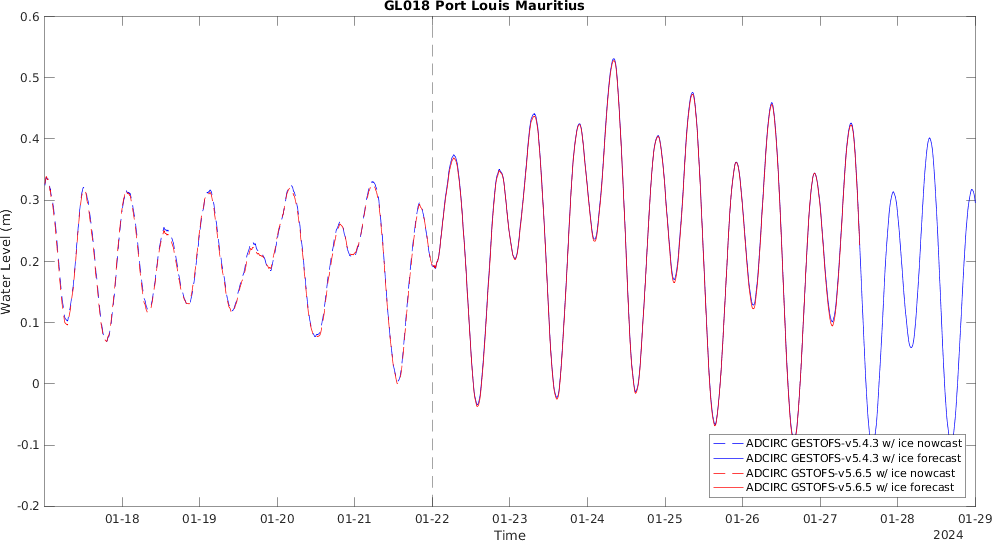 GL018 Port Louis Mauritius
0.6
0.5
0.4
0.3
0.2
0.1
0
-0.1
-0.2
Water Level (m)
ADCIRC GESTOFS-v5.4.3 w/ ice nowcast
ADCIRC GESTOFS-v5.4.3 w/ ice forecast
ADCIRC GSTOFS-v5.6.5 w/ ice nowcast
ADCIRC GSTOFS-v5.6.5 w/ ice forecast
01-18 01-19 01-20 01-21 01-22 01-23 01-24 01-25 01-26 01-27 01-28 01-29
Time
2024